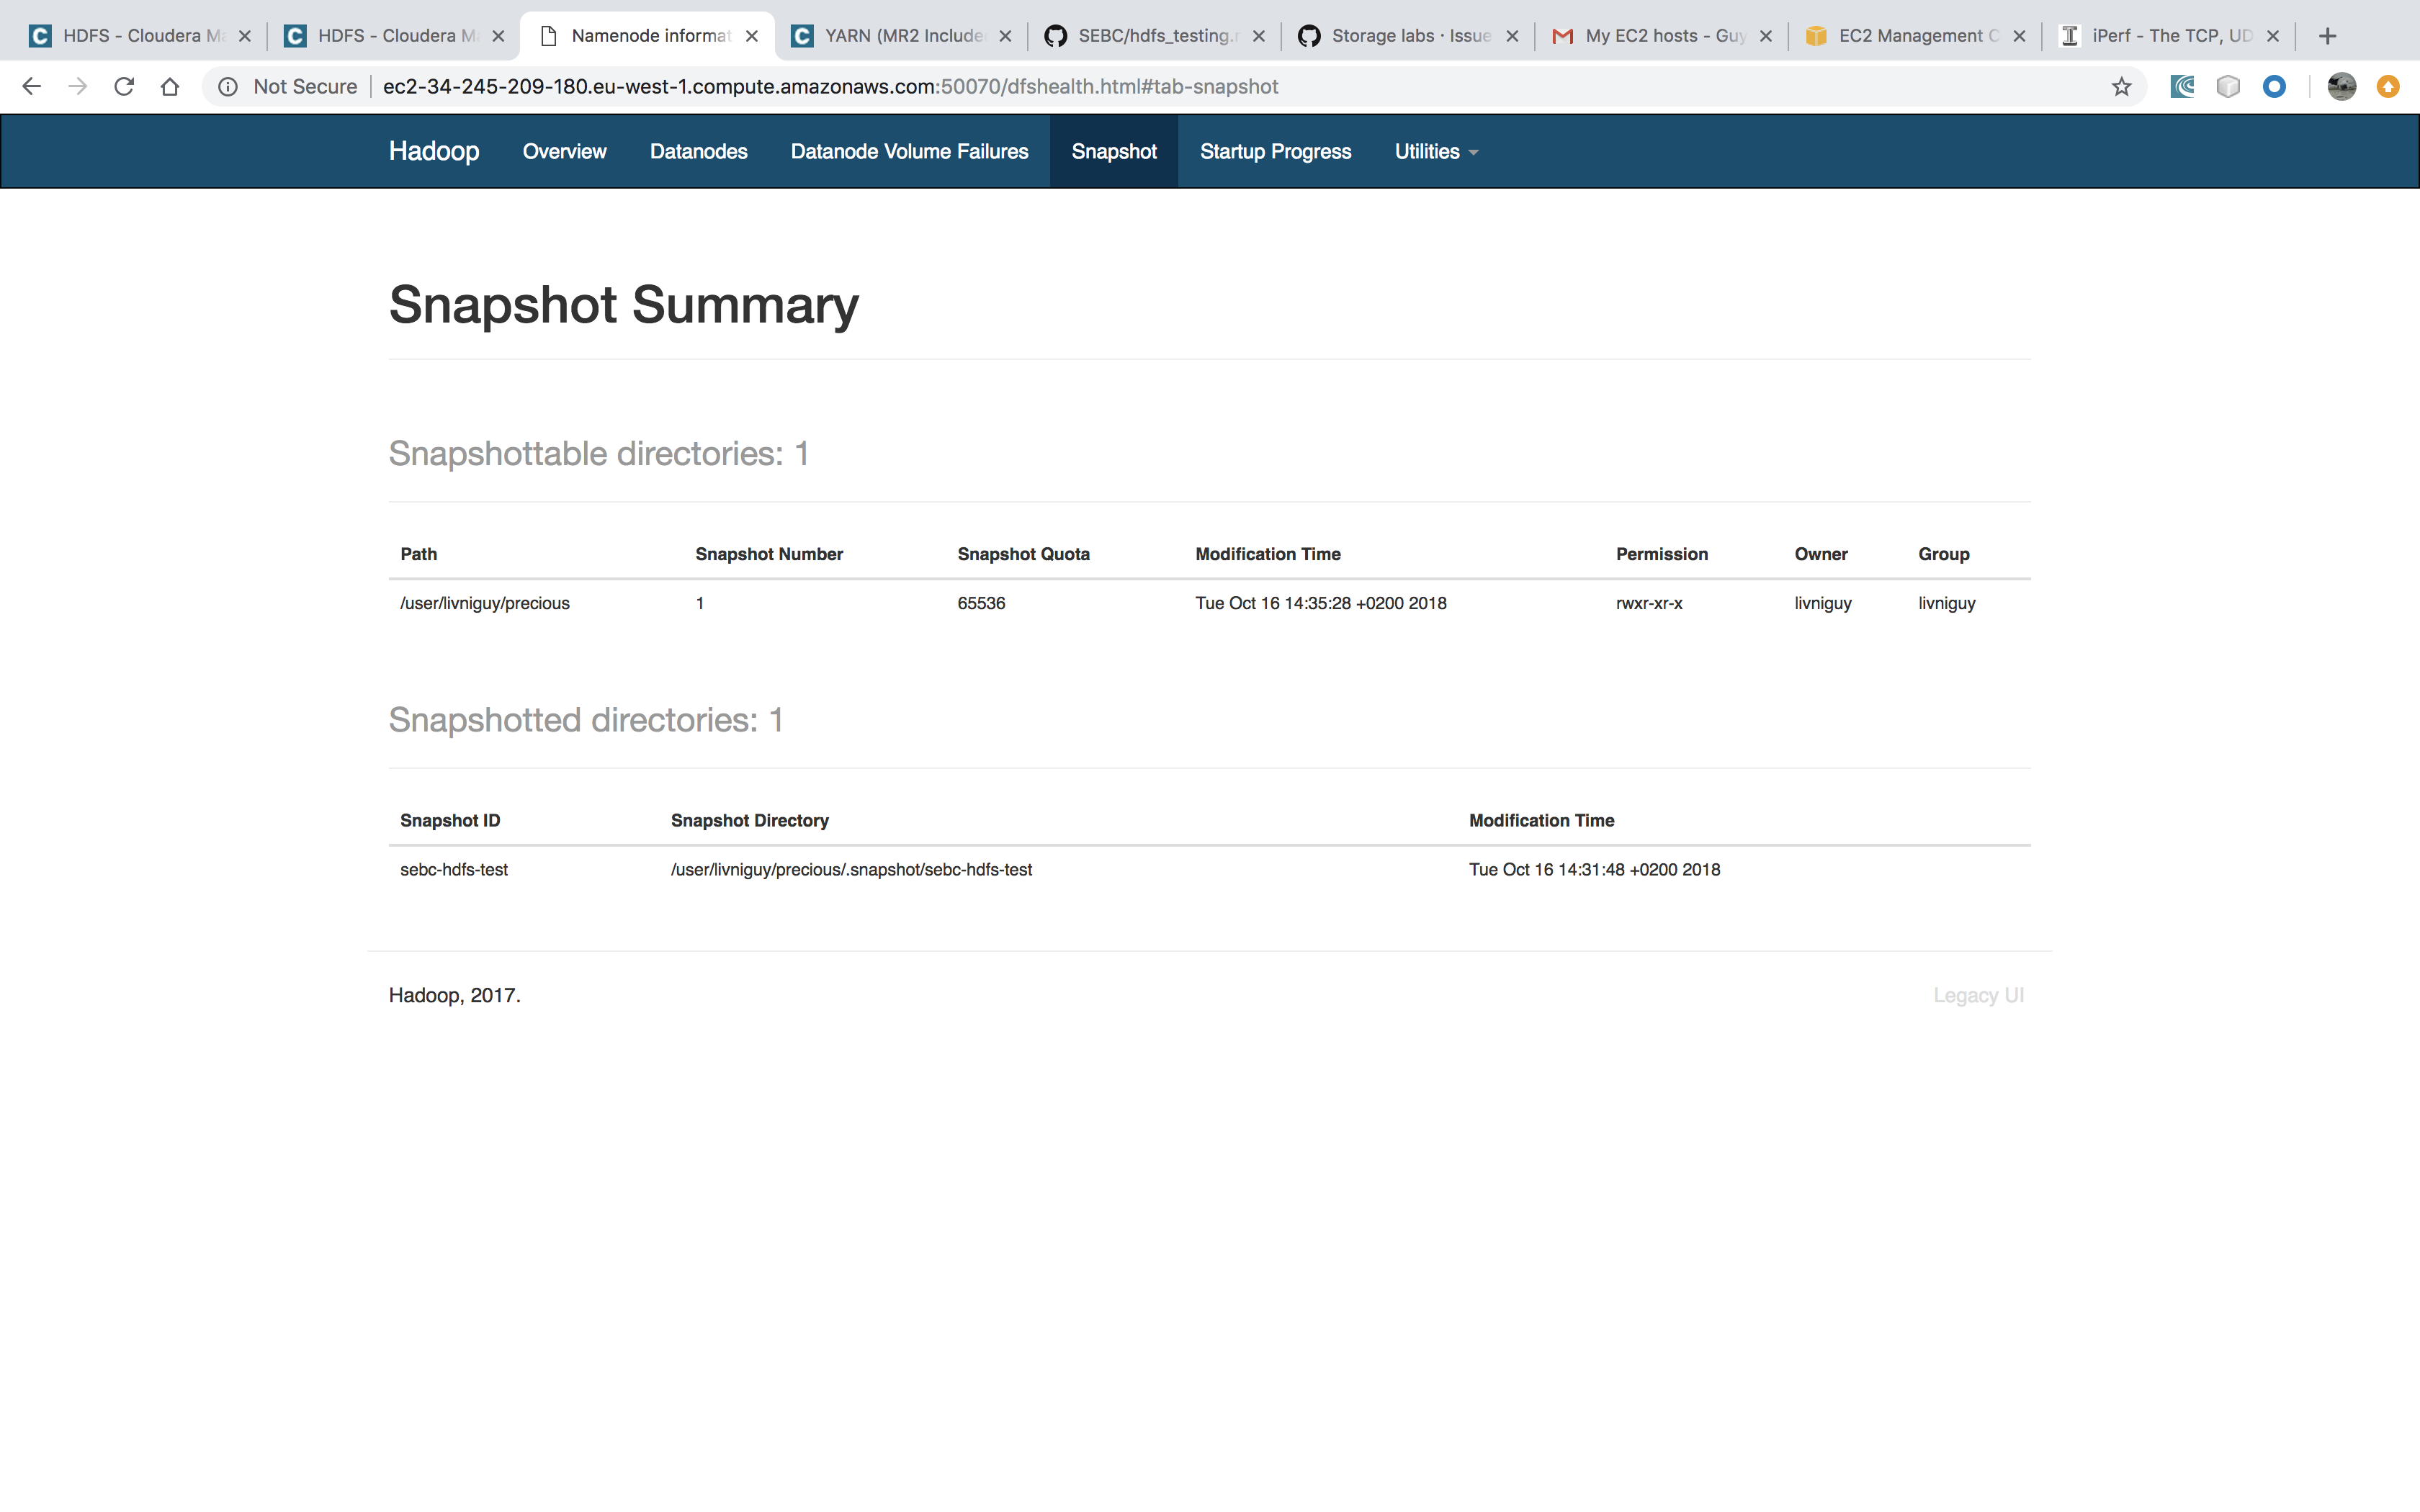 HDFS - Cloudera Ma
HDFS - Cloudera Ma
Namenode informat
YARN (MR2 Include
SEBC/hdfs_testing.
Storage labs · Issue
My EC2 hosts - Guy
EC2 Management C
iPerf - The TCP, UD
Not Secure | ec2-34-245-209-180.eu-west-1.compute.amazonaws.com:50070/dfshealth.html#tab-snapshot
Hadoop Overview Datanodes Datanode Volume Failures Snapshot Startup Progress Utilities
Snapshot Summary
Snapshottable directories: 1
Path Snapshot Number Snapshot Quota Modification Time Permission Owner Group
/user/livniguy/precious 1 65536 Tue Oct 16 14:35:28 +0200 2018 rwxr-xr-x livniguy livniguy
Snapshotted directories: 1
Snapshot ID Snapshot Directory Modification Time
sebc-hdfs-test /user/livniguy/precious/.snapshot/sebc-hdfs-test Tue Oct 16 14:31:48 +0200 2018
Hadoop, 2017. Legacy UI